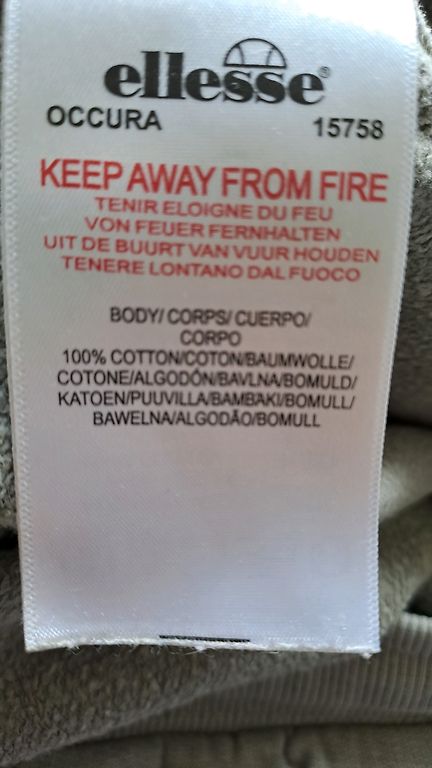 ellesse®
OCCURA 15758
KEEP AWAY FROM FIRE
TENIR ELOIGNE DU FEU
VON FEUER FERNHALTEN
UIT DE BUURT VAN VUUR HOUDEN
TENERE LONTANO DAL FUOCO
BODY/ CORPS/ CUERPO/
CORPO
100% COTTON/COTON/BAUMWOLLE/
COTONE/ALGODÓN/BAVLNA/BOMULD/
KATOEN/PUUVILLA/BAMBAKI/BOMULL/
BAWELNA/ALGODÃO/BOMULL